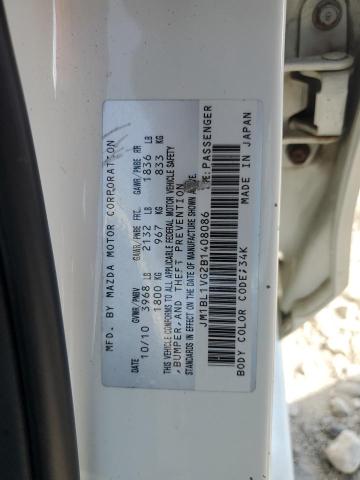 MFD. BY MAZDA MOTOR CORPORATION
GVWR/PNBV GAWR/PNBE FRT. GAWR/PNBE RR
10/10 3968 LB 2132 LB 1836 LB
1800 KG 967 KG 833 KG
THIS VEHICLE CONFORMS TO ALL APPLICABLE FEDERAL MOTOR VEHICLE SAFETY
, BUMPER, AND THEFT PREVENTION
STANDARDS IN EFFECT ON THE DATE OF MANUFACTURE
JM1BL1VG2B1408086 : PASSENGER
BODY COLOR CODE:34K MADE IN JAPAN